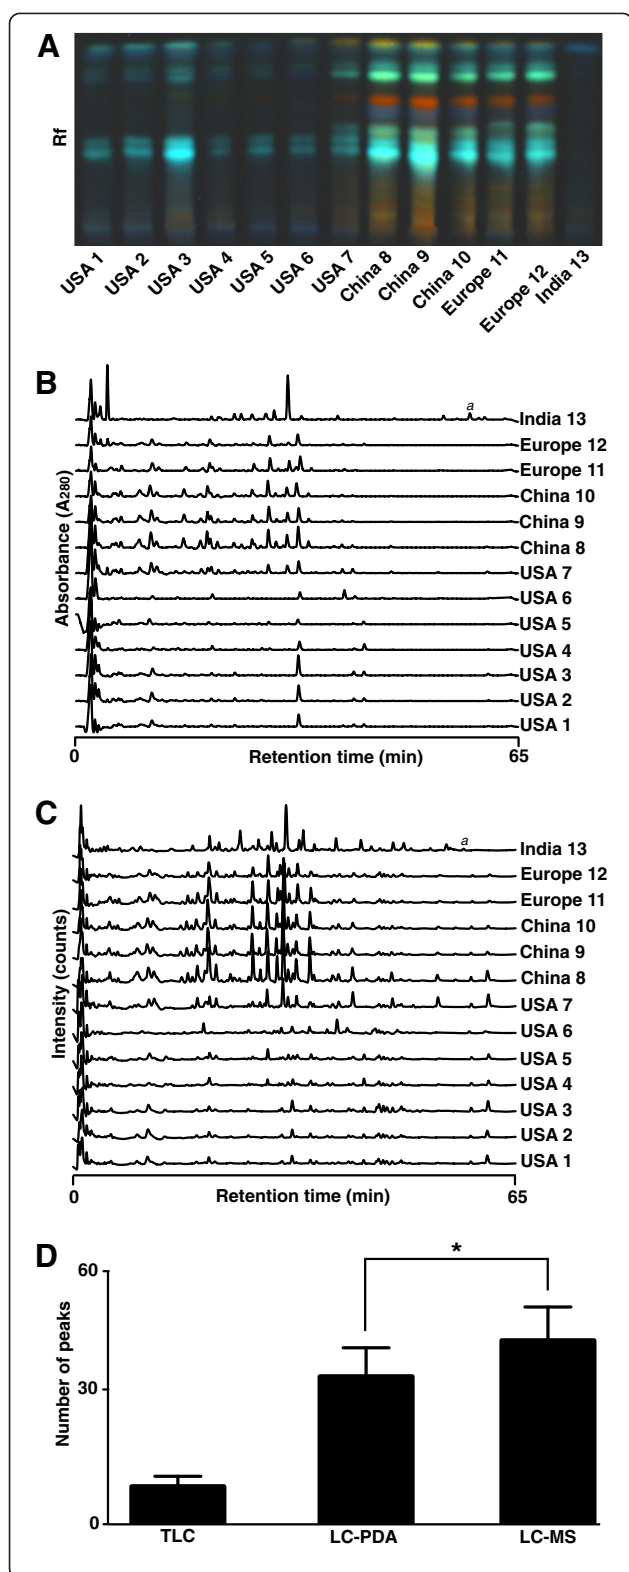 A
Rf
USA 1
USA 2
USA 3
USA 4
USA 5
USA 6
USA 7
China 8
China 9
China 10
Europe 11
Europe 12
India 13
B
Absorbance (A280)
a
India 13
Europe 12
Europe 11
China 10
China 9
China 8
USA 7
USA 6
USA 5
USA 4
USA 3
USA 2
USA 1
0
Retention time (min)
65
C
Intensity (counts)
a
India 13
Europe 12
Europe 11
China 10
China 9
China 8
USA 7
USA 6
USA 5
USA 4
USA 3
USA 2
USA 1
0
Retention time (min)
65
D
Number of peaks
60
30
0
*
TLC
LC-PDA
LC-MS